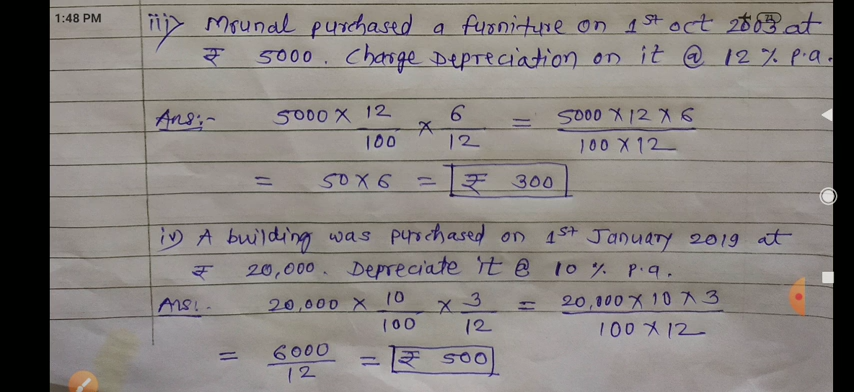 1:48 PM
iii) Mrunal purchased a furniture on 1st oct at
₹ 5000. Charge Depreciation on it @ 12 % p.a.
Ans:- 5000 × 12/100 × 6/12 = 5000 × 12 × 6 / 100 × 12
= 50 × 6 = ₹ 300
iv) A building was purchased on 1st January 2019 at
₹ 20,000. Depreciate it @ 10 % p.a.
Ans:- 20,000 × 10/100 × 3/12 = 20,000 × 10 × 3 / 100 × 12
= 6000/12 = ₹ 500